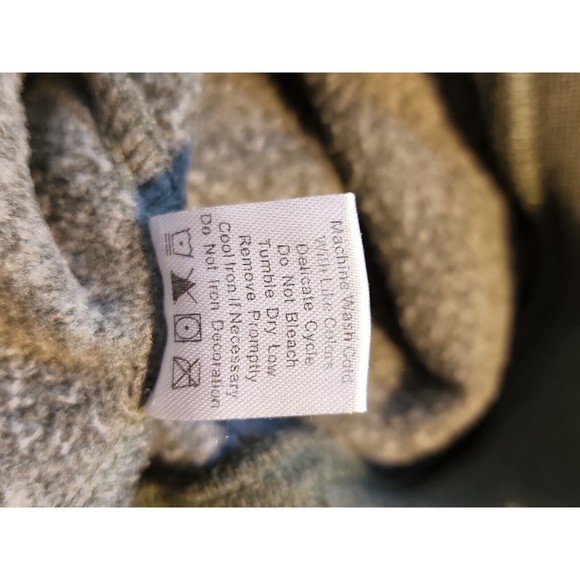 Machine Wash Cold
With Like Colors
Delicate Cycle
Do Not Bleach
Tumble Dry Low
Remove Promptly
Cool Iron if Necessary
Do Not Iron Decoration